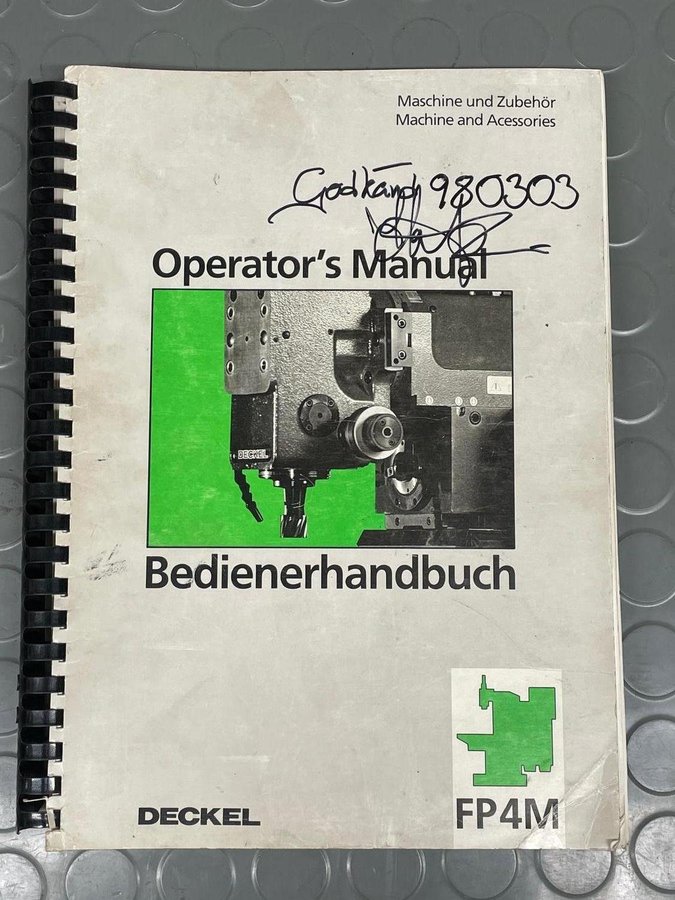 Maschine und Zubehör
Machine and Acessories
Godkänd 980303
Operator's Manual
DECKEL
Bedienerhandbuch
DECKEL
FP4M